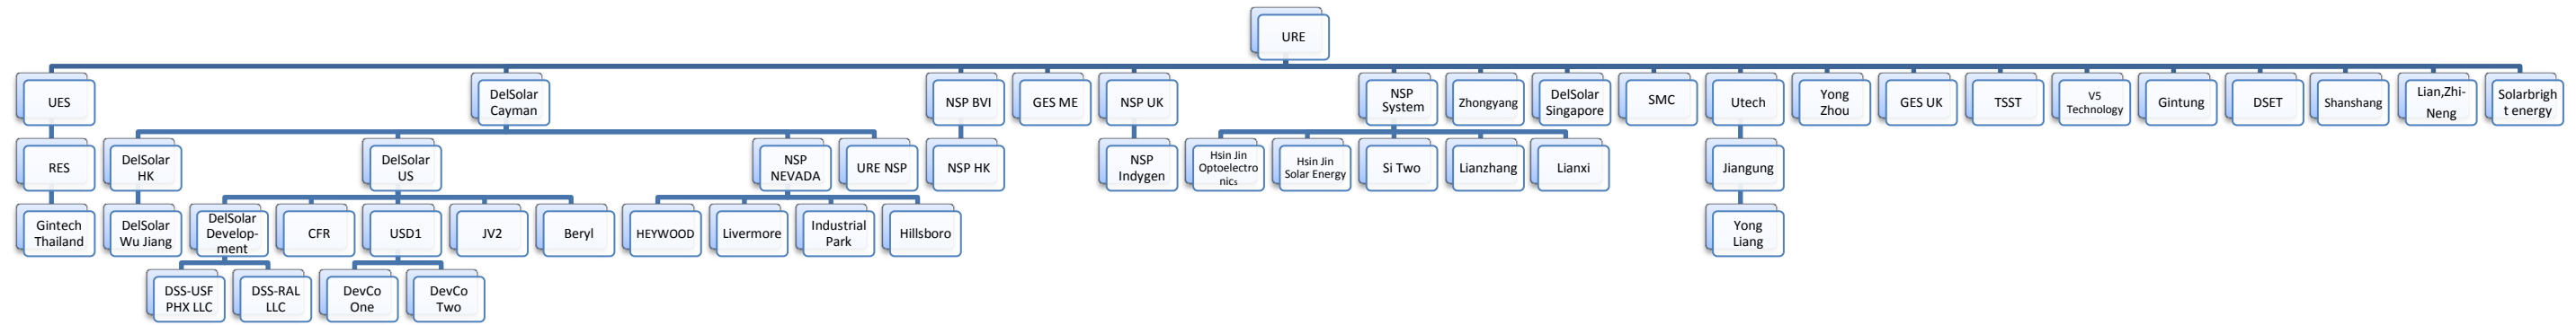 URE
UES
DelSolar
Cayman
NSP BVI
GES ME
NSP UK
NSP
System
Zhongyang
DelSolar
Singapore
SMC
Utech
Yong
Zhou
GES UK
TSST
V5
Technology
Gintung
DSET
Shanshang
Lian,Zhi-
Neng
Solarbrigh
t energy
RES
DelSolar
HK
DelSolar
US
NSP
NEVADA
URE NSP
NSP HK
NSP
Indygen
Hsin Jin
Optoelectro
nics
Hsin Jin
Solar Energy
Si Two
Lianzhang
Lianxi
Jiangung
Gintech
Thailand
DelSolar
Wu Jiang
DelSolar
Develop-
ment
CFR
USD1
JV2
Beryl
HEYWOOD
Livermore
Industrial
Park
Hillsboro
Yong
Liang
DSS-USF
PHX LLC
DSS-RAL
LLC
DevCo
One
DevCo
Two